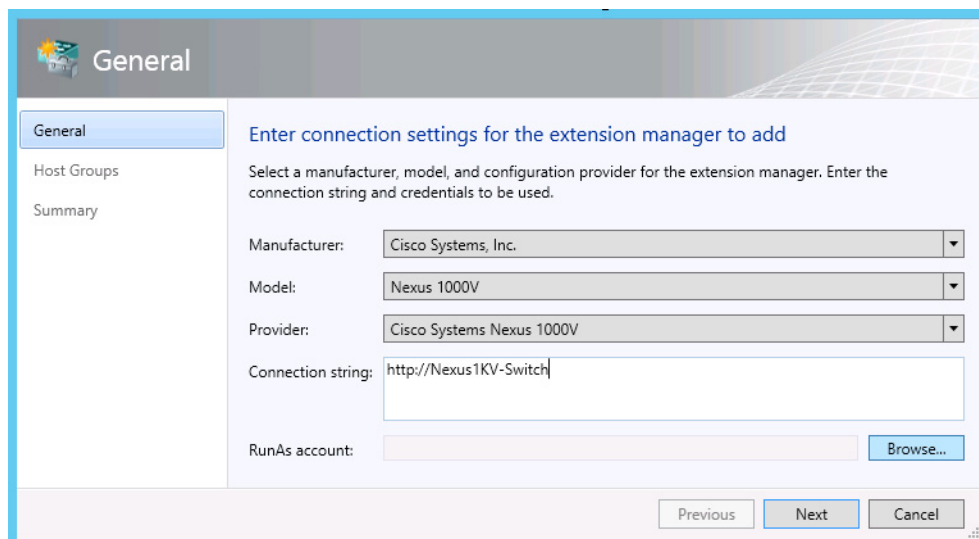 General
General
Host Groups
Summary
Enter connection settings for the extension manager to add
Select a manufacturer, model, and configuration provider for the extension manager. Enter the
connection string and credentials to be used.
Manufacturer: Cisco Systems, Inc.
Model: Nexus 1000V
Provider: Cisco Systems Nexus 1000V
Connection string: http://Nexus1KV-Switch
RunAs account: Browse...
Previous Next Cancel